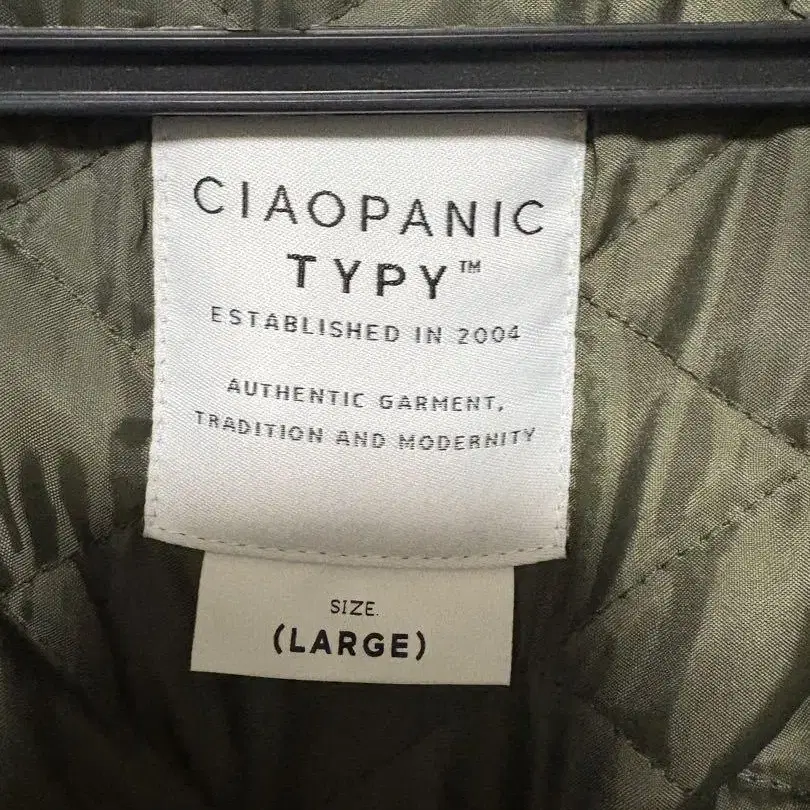 CIAOPANIC
TYPY™
ESTABLISHED IN 2004
AUTHENTIC GARMENT,
TRADITION AND MODERNITY
SIZE.
(LARGE)